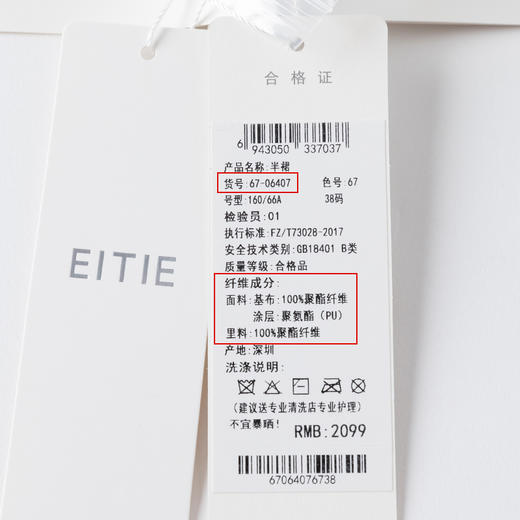 EITIE
合格证
6 943050 337037
产品名称:半裙
货号:67-06407 色号:67
号型:160/66A 38码
检验员:01
执行标准:FZ/T73028-2017
安全技术类别:GB18401 B类
质量等级:合格品
纤维成分:
面料:基布:100%聚酯纤维
涂层:聚氨酯(PU)
里料:100%聚酯纤维
产地:深圳
洗涤说明:
(建议送专业清洗店专业护理)
不宜暴晒!
RMB:2099
67064076738